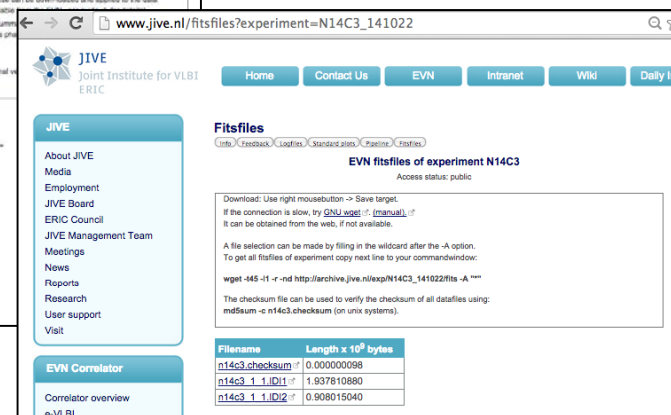 www.jive.nl/fitsfiles?experiment=N14C3_141022
JIVE
Joint Institute for VLBI
ERIC
Home
Contact Us
EVN
Intranet
Wiki
JIVE
About JIVE
Media
Employment
JIVE Board
ERIC Council
JIVE Management Team
Meetings
News
Reports
Research
User support
Visit
EVN Correlator
Correlator overview
e-VLBI
Fitsfiles
Info Feedback Logfiles Standard plots Pipeline Fitsfiles
EVN fitsfiles of experiment N14C3
Access status: public
Download: Use right mousebutton -> Save target.
If the connection is slow, try GNU wget. (manual).
It can be obtained from the web, if not available.
A file selection can be made by filling in the wildcard after the -A option.
To get all fitsfiles of experiment copy next line to your commandwindow:
wget -t45 -l1 -r -nd http://archive.jive.nl/exp/N14C3_141022/fits -A "*"
The checksum file can be used to verify the checksum of all datafiles using:
md5sum -c n14c3.checksum (on unix systems).
Filename Length x 10⁹ bytes
n14c3.checksum 0.000000098
n14c3_1_1.IDI1 1.937810880
n14c3_1_1.IDI2 0.908015040